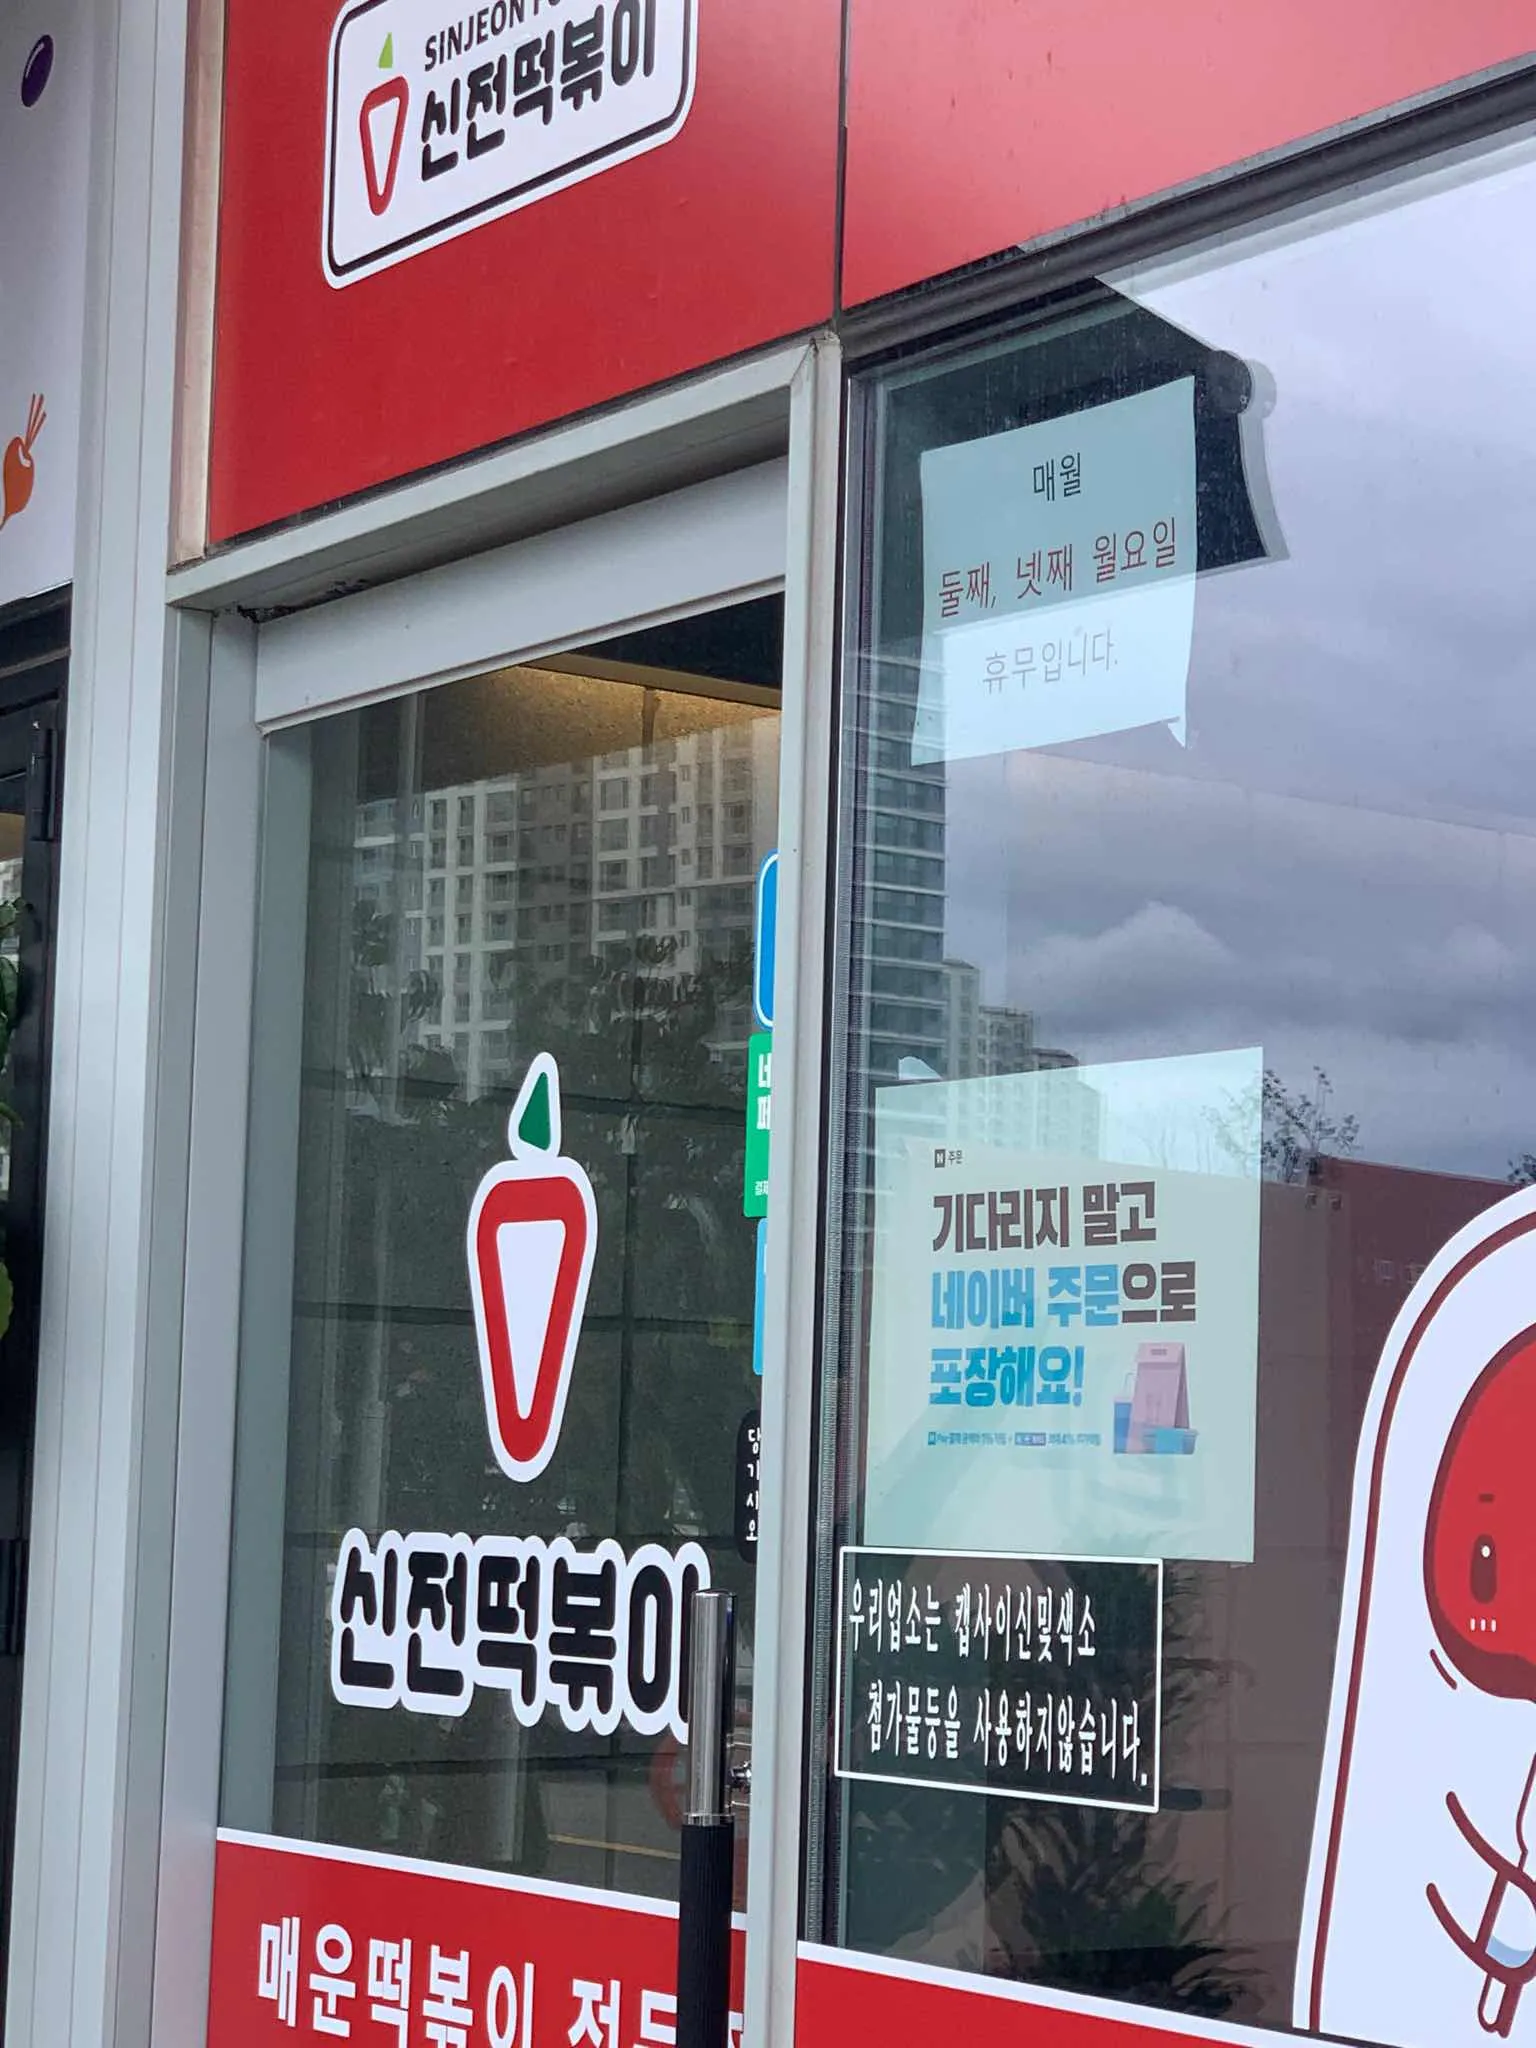 SINJEON
신전떡볶이
매월
둘째, 넷째 월요일
휴무입니다.
N 주문
기다리지 말고
네이버 주문으로
포장해요!
신전떡볶이
우리업소는 캡사이신및색소
첨가물등을 사용하지않습니다.
매운떡볶이